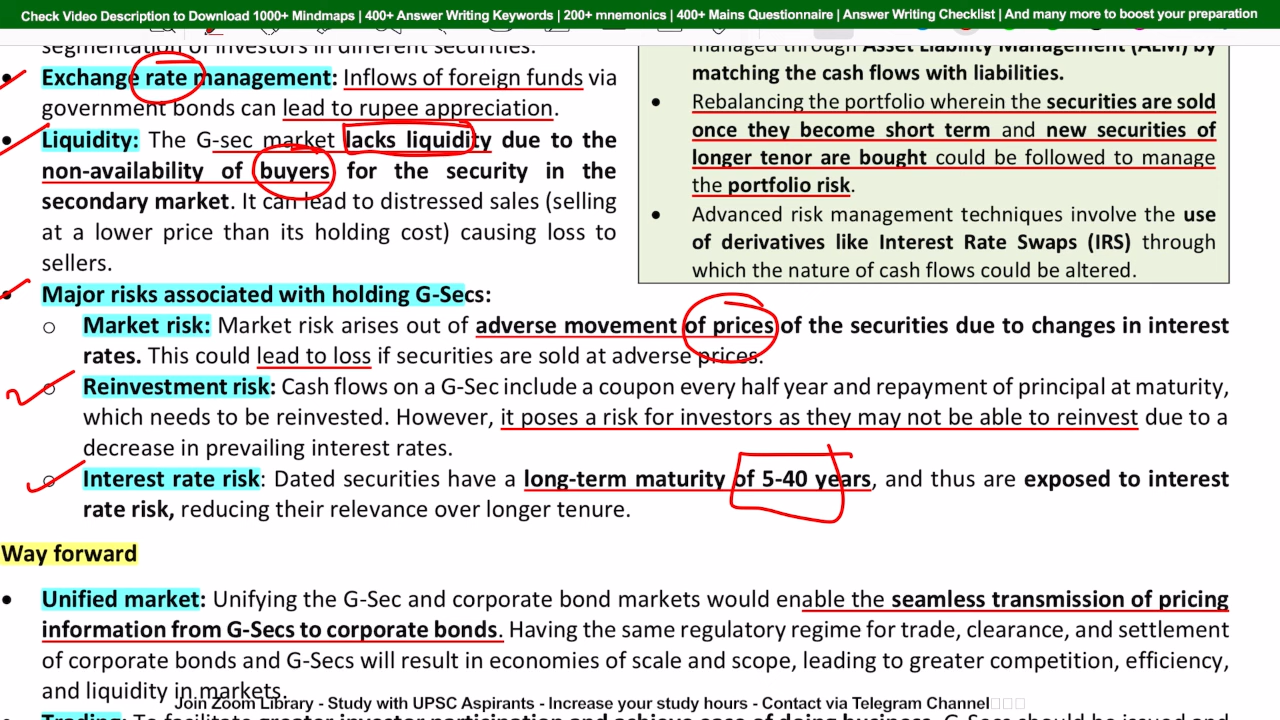 Check Video Description to Download 1000+ Mindmaps | 400+ Answer Writing Keywords | 200+ mnemonics | 400+ Mains Questionnaire | Answer Writing Checklist | And many more to boost your preparation
segmentation of investors in different securities.
• Exchange rate management: Inflows of foreign funds via
government bonds can lead to rupee appreciation.
• Liquidity: The G-sec market lacks liquidity due to the
non-availability of buyers for the security in the
secondary market. It can lead to distressed sales (selling
at a lower price than its holding cost) causing loss to
sellers.
managed through Asset Liability Management (ALM) by
matching the cash flows with liabilities.
• Rebalancing the portfolio wherein the securities are sold
once they become short term and new securities of
longer tenor are bought could be followed to manage
the portfolio risk.
• Advanced risk management techniques involve the use
of derivatives like Interest Rate Swaps (IRS) through
which the nature of cash flows could be altered.
• Major risks associated with holding G-Secs:
o Market risk: Market risk arises out of adverse movement of prices of the securities due to changes in interest
rates. This could lead to loss if securities are sold at adverse prices.
o Reinvestment risk: Cash flows on a G-Sec include a coupon every half year and repayment of principal at maturity,
which needs to be reinvested. However, it poses a risk for investors as they may not be able to reinvest due to a
decrease in prevailing interest rates.
o Interest rate risk: Dated securities have a long-term maturity of 5-40 years, and thus are exposed to interest
rate risk, reducing their relevance over longer tenure.
Way forward
• Unified market: Unifying the G-Sec and corporate bond markets would enable the seamless transmission of pricing
information from G-Secs to corporate bonds. Having the same regulatory regime for trade, clearance, and settlement
of corporate bonds and G-Secs will result in economies of scale and scope, leading to greater competition, efficiency,
and liquidity in markets.
Join Zoom Library - Study with UPSC Aspirants - Increase your study hours - Contact via Telegram Channel
Trading: To facilitate greater investor participation and achieve ease of doing business, G-Secs should be issued and